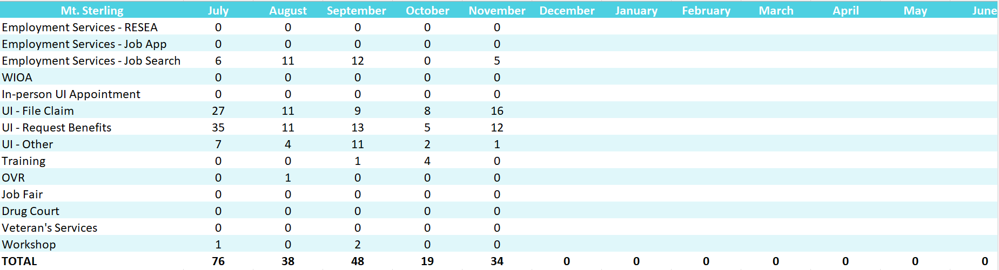 Mt. Sterling July August September October November December January February March April May June
Employment Services - RESEA 0 0 0 0 0
Employment Services - Job App 0 0 0 0 0
Employment Services - Job Search 6 11 12 0 5
WIOA 0 0 0 0 0
In-person UI Appointment 0 0 0 0 0
UI - File Claim 27 11 9 8 16
UI - Request Benefits 35 11 13 5 12
UI - Other 7 4 11 2 1
Training 0 0 1 4 0
OVR 0 1 0 0 0
Job Fair 0 0 0 0 0
Drug Court 0 0 0 0 0
Veteran's Services 0 0 0 0 0
Workshop 1 0 2 0 0
TOTAL 76 38 48 19 34 0 0 0 0 0 0 0